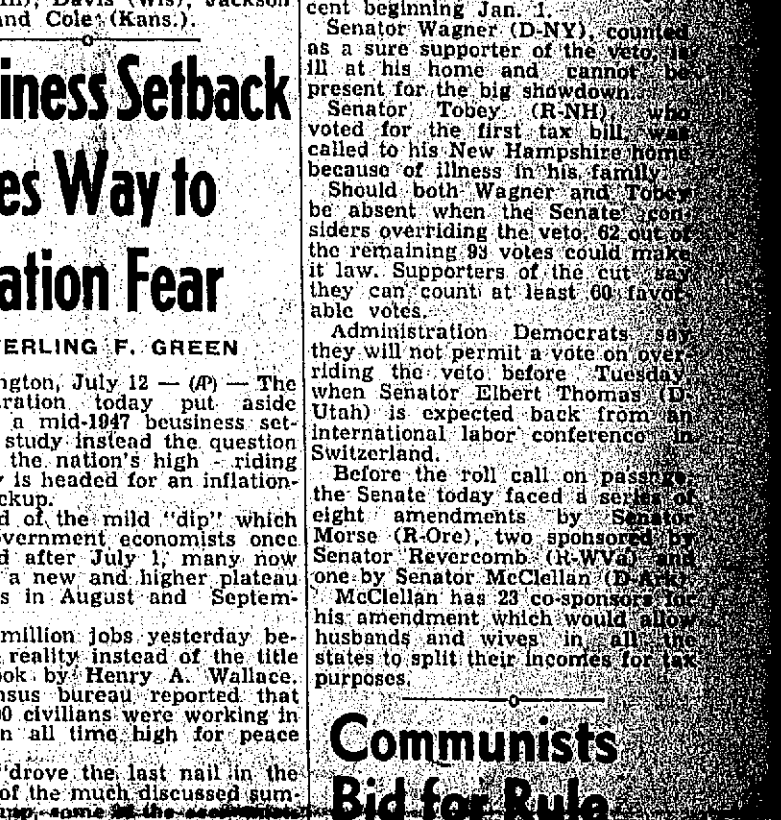 Davis (Wis), Jackson
and Cole (Kans.).
iness Setback
es Way to
ation Fear
ERLING F. GREEN
ngton, July 12 — (AP) — The
ration today put aside
a mid-1947 beusiness set-
study instead the question
the nation's high - riding
is headed for an inflation-
ckup.
d of the mild "dip" which
vernment economists once
d after July 1, many now
a new and higher plateau
s in August and Septem-
million jobs yesterday be-
reality instead of the title
ok by Henry A. Wallace.
nsus bureau reported that
00 civilians were working in
n all time high for peace
"drove the last nail in the
of the much discussed sum-
some of the economists
cent beginning Jan. 1.
Senator Wagner (D-NY), counted
as a sure supporter of the veto, is
ill at his home and cannot be
present for the big showdown.
Senator Tobey (R-NH), who
voted for the first tax bill, was
called to his New Hampshire home
because of illness in his family.
Should both Wagner and Tobey
be absent when the Senate con-
siders overriding the veto, 62 out of
the remaining 93 votes could make
it law. Supporters of the cut say
they can count at least 60 favor-
able votes.
Administration Democrats say
they will not permit a vote on over-
riding the veto before Tuesday
when Senator Elbert Thomas (D-
Utah) is expected back from an
international labor conference in
Switzerland.
Before the roll call on passage,
the Senate today faced a series of
eight amendments by Senator
Morse (R-Ore), two sponsored by
Senator Revercomb (R-WVa) and
one by Senator McClellan (D-Ark).
McClellan has 23 co-sponsors for
his amendment which would allow
husbands and wives in all the
states to split their incomes for tax
purposes.
Communists
Bid for Rule